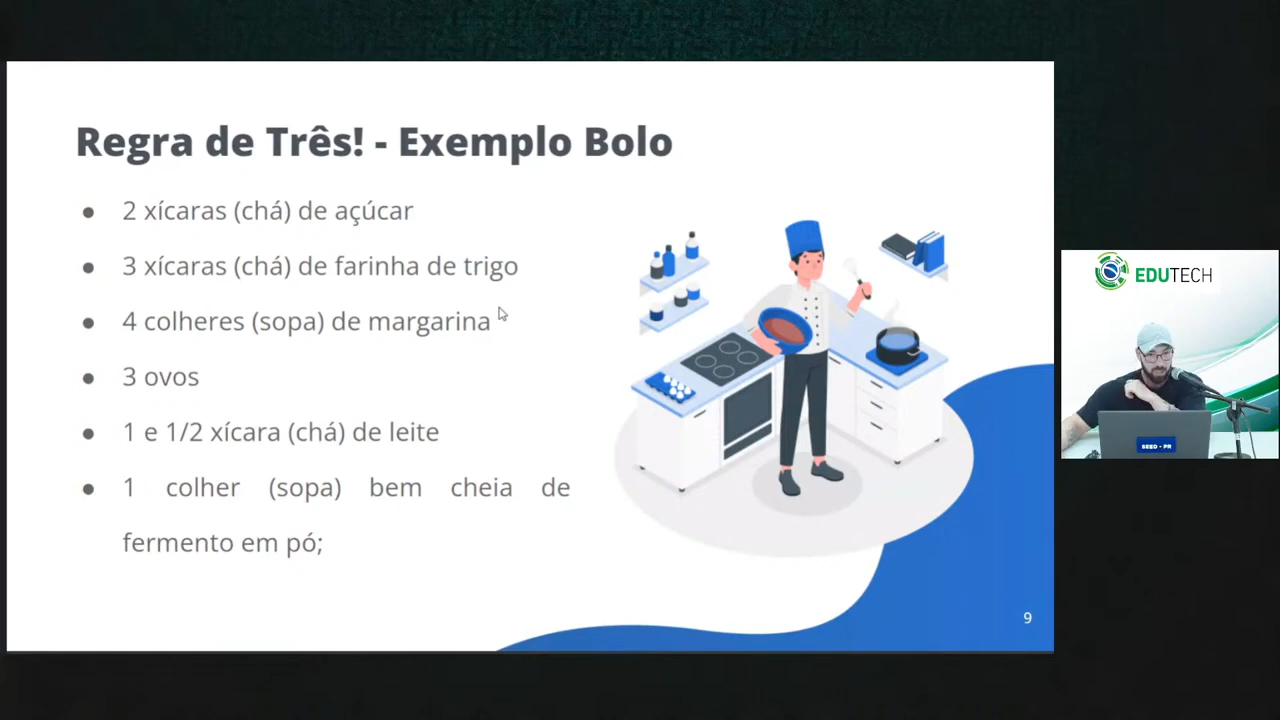 Regra de Três! - Exemplo Bolo
● 2 xícaras (chá) de açúcar
● 3 xícaras (chá) de farinha de trigo
● 4 colheres (sopa) de margarina
● 3 ovos
● 1 e 1/2 xícara (chá) de leite
● 1 colher (sopa) bem cheia de
fermento em pó;
9
EDUTECH
SEED - PR